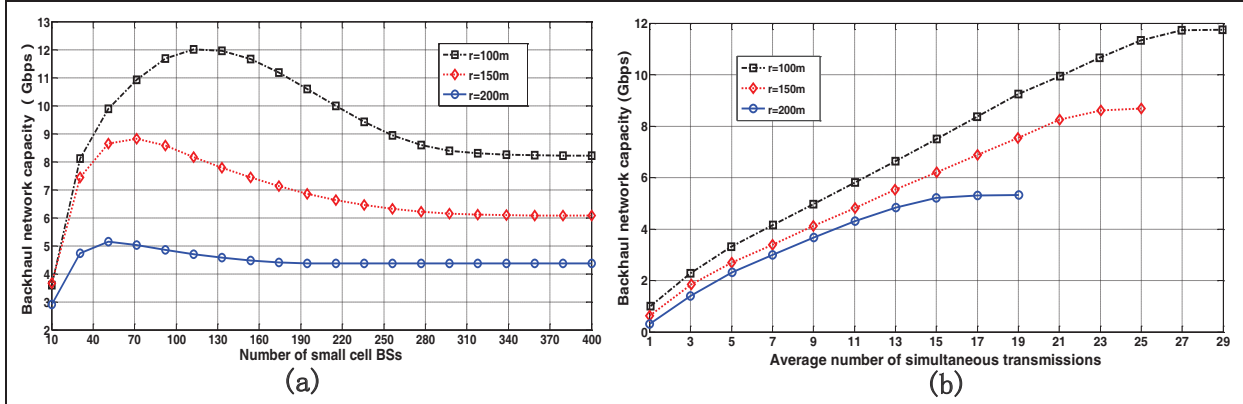 13
12
11
10
9
8
7
6
5
4
3
2
Backhaul network capacity ( Gbps)
r=100m
r=150m
r=200m
10 40 70 100 130 160 190 220 250 280 310 340 370 400
Number of small cell BSs
(a)
12
10
8
6
4
2
0
Backhaul network capacity (Gbps)
r=100m
r=150m
r=200m
1 3 5 7 9 11 13 15 17 19 21 23 25 27 29
Average number of simultaneous transmissions
(b)